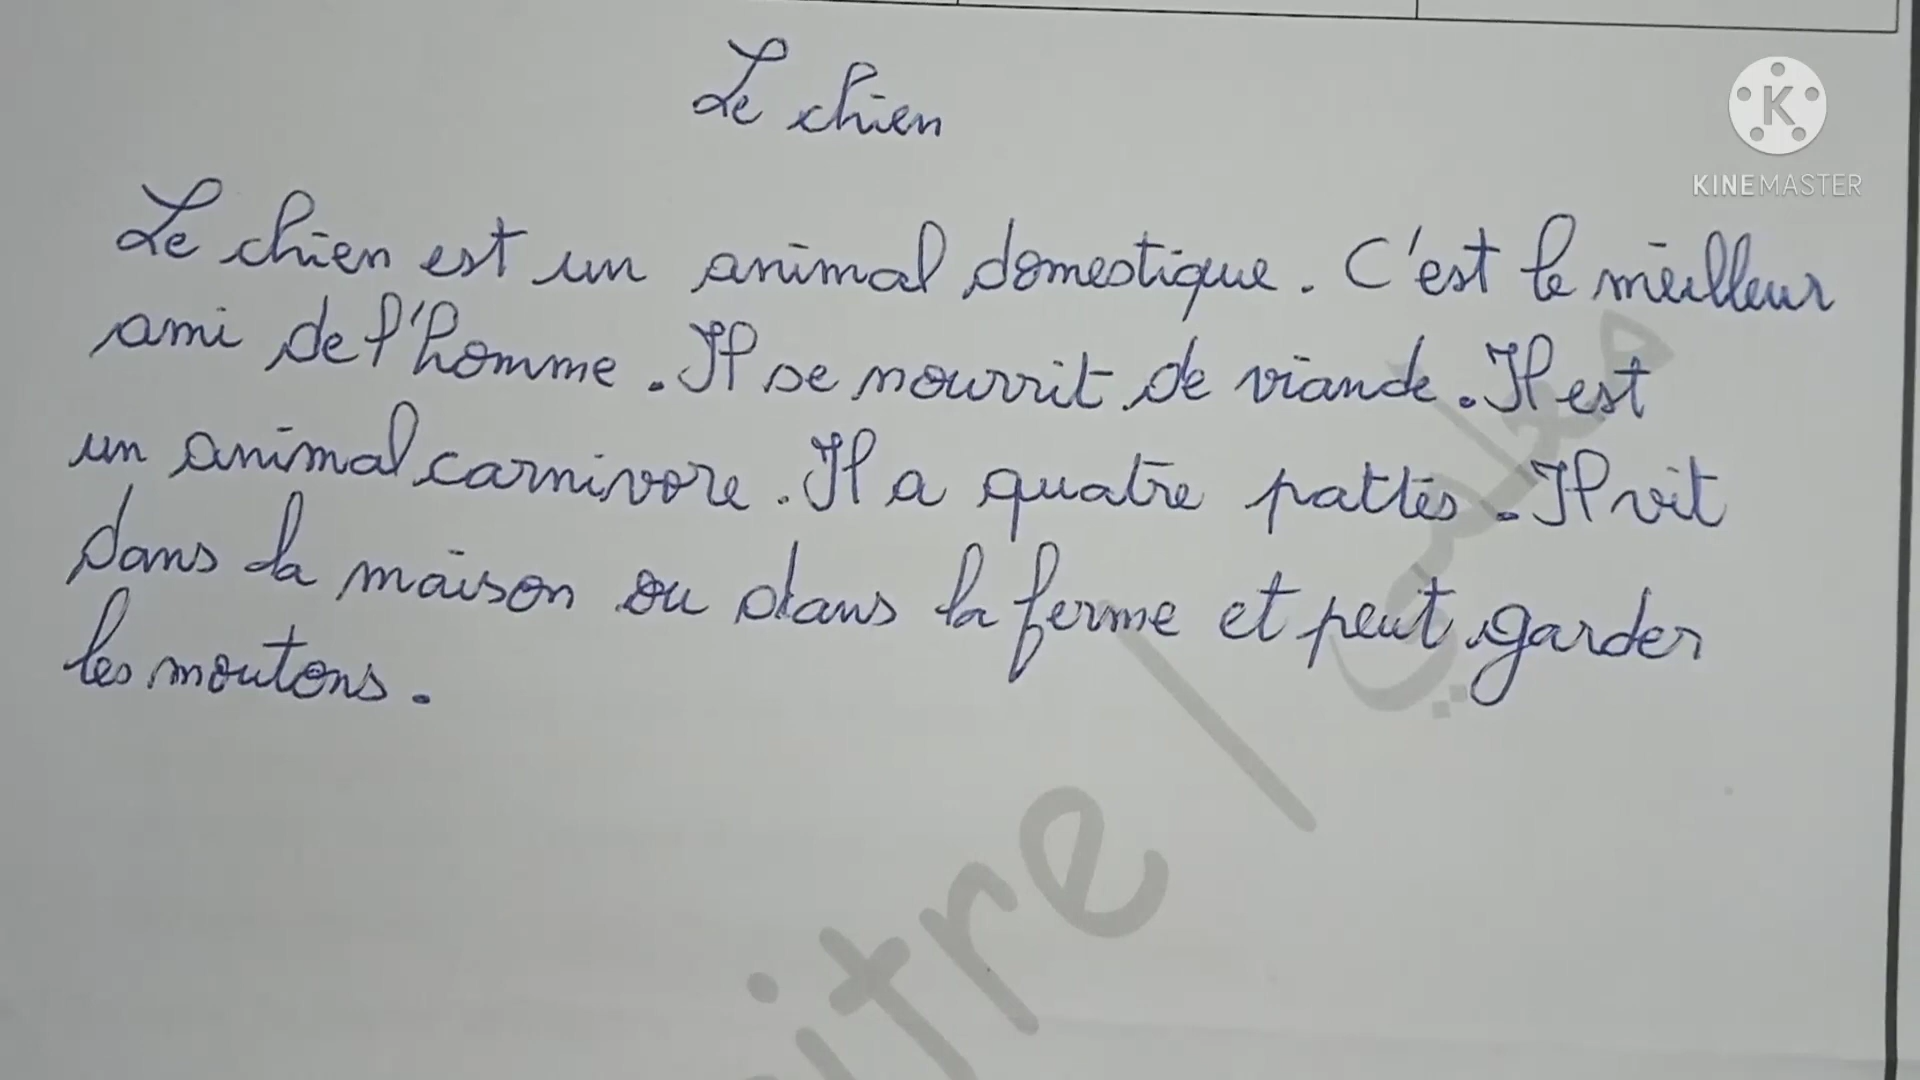 Le chien
K
KINEMASTER
Le chien est un animal domestique. C'est le meilleur
ami de l'homme. Il se nourrit de viande. Il est
un animal carnivore. Il a quatre pattes. Il vit
dans la maison ou dans la ferme et peut garder
les moutons.
itre /